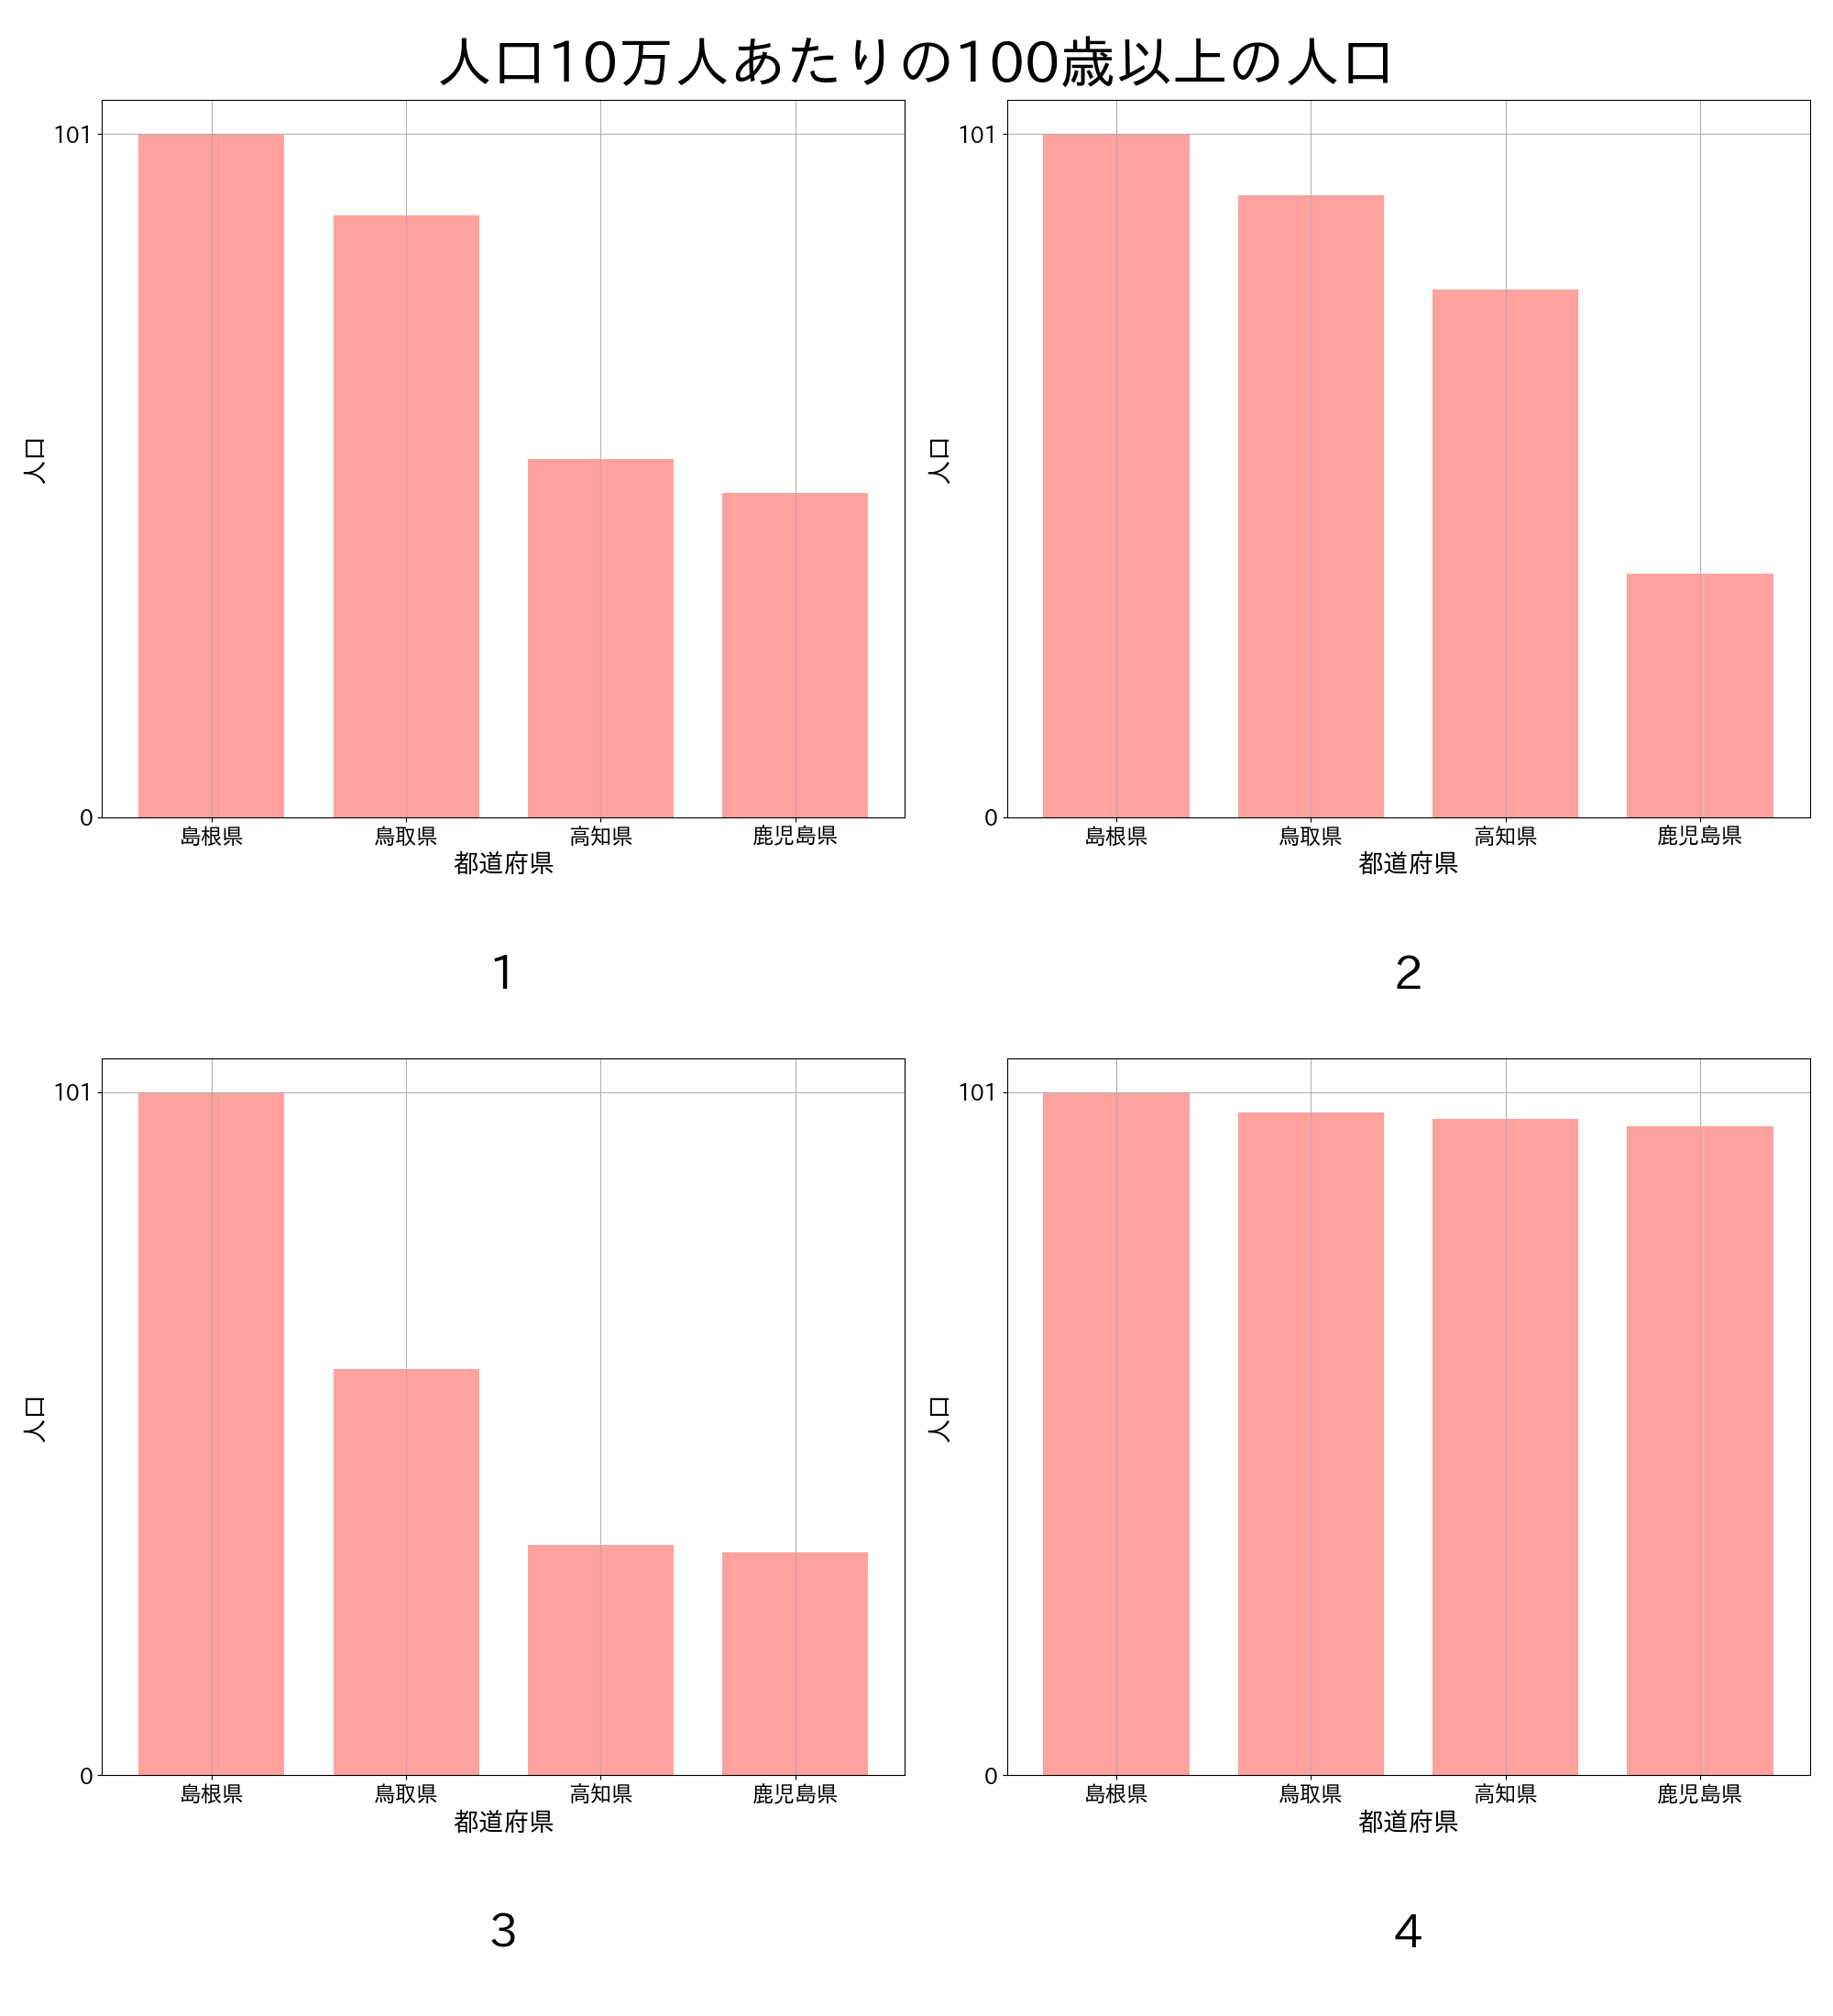 人口10万人あたりの100歳以上の人口
101
0
人口
島根県 鳥取県 高知県 鹿児島県
都道府県
1
101
0
人口
島根県 鳥取県 高知県 鹿児島県
都道府県
2
101
0
人口
島根県 鳥取県 高知県 鹿児島県
都道府県
3
101
0
人口
島根県 鳥取県 高知県 鹿児島県
都道府県
4